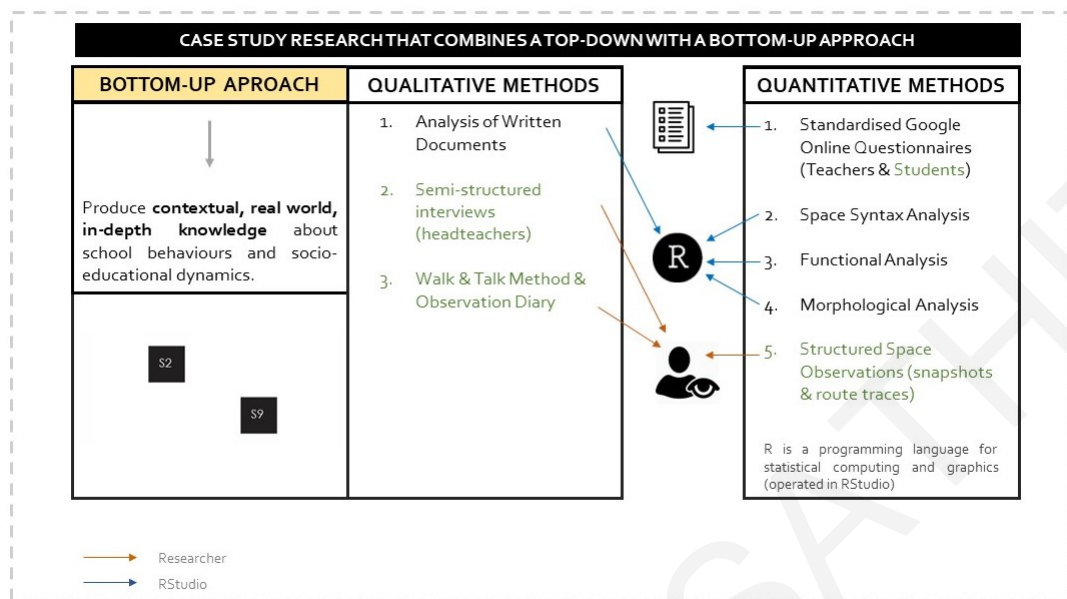 CASE STUDY RESEARCH THAT COMBINES A TOP-DOWN WITH A BOTTOM-UP APPROACH
BOTTOM-UP APROACH
Produce contextual, real world,
in-depth knowledge about
school behaviours and socio-
educational dynamics.
S2
S9
QUALITATIVE METHODS
1. Analysis of Written
Documents
2. Semi-structured
interviews
(headteachers)
3. Walk & Talk Method &
Observation Diary
R
QUANTITATIVE METHODS
1. Standardised Google
Online Questionnaires
(Teachers & Students)
2. Space Syntax Analysis
3. Functional Analysis
4. Morphological Analysis
5. Structured Space
Observations (snapshots
& route traces)
R is a programming language for
statistical computing and graphics
(operated in RStudio)
Researcher
RStudio
SATH